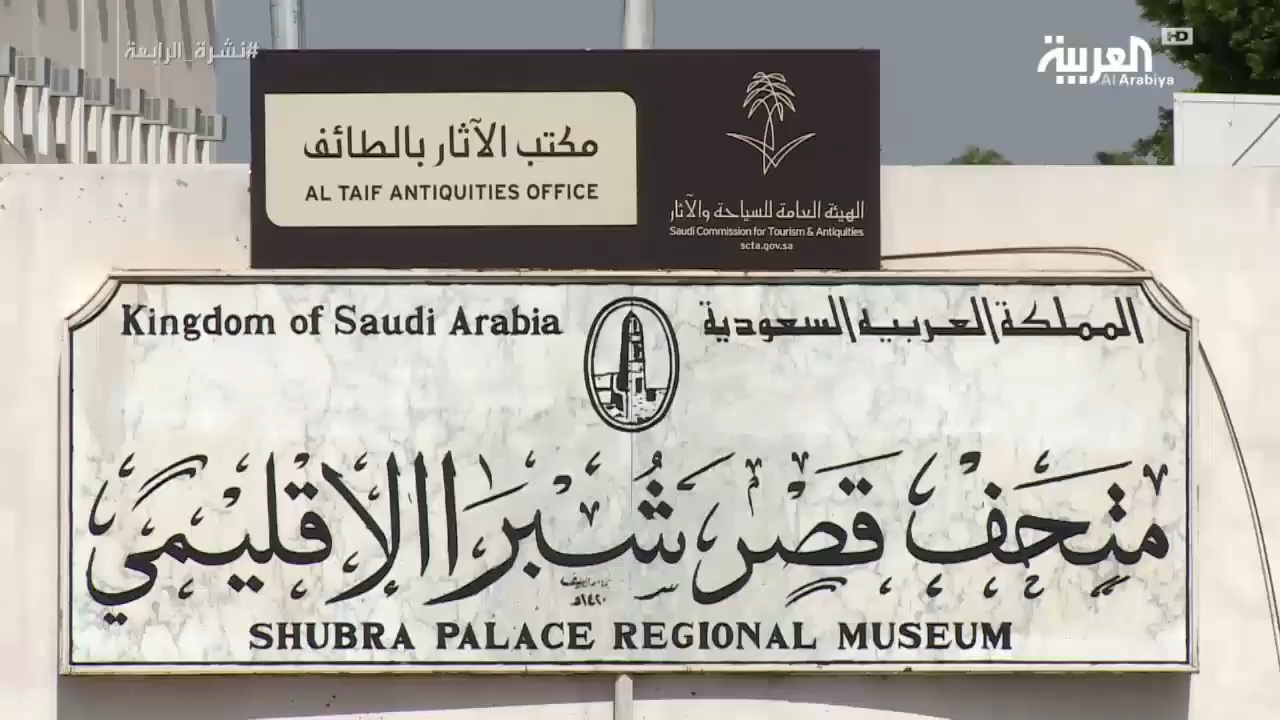 #نشرة_الرابعة
العربية HD
Al Arabiya
مكتب الآثار بالطائف
AL TAIF ANTIQUITIES OFFICE
الهيئة العامة للسياحة والآثار
Saudi Commission for Tourism & Antiquities
scta.gov.sa
Kingdom of Saudi Arabia
المملكة العربية السعودية
متحف قصر شبرا الإقليمي
١٤٢٠هـ
SHUBRA PALACE REGIONAL MUSEUM